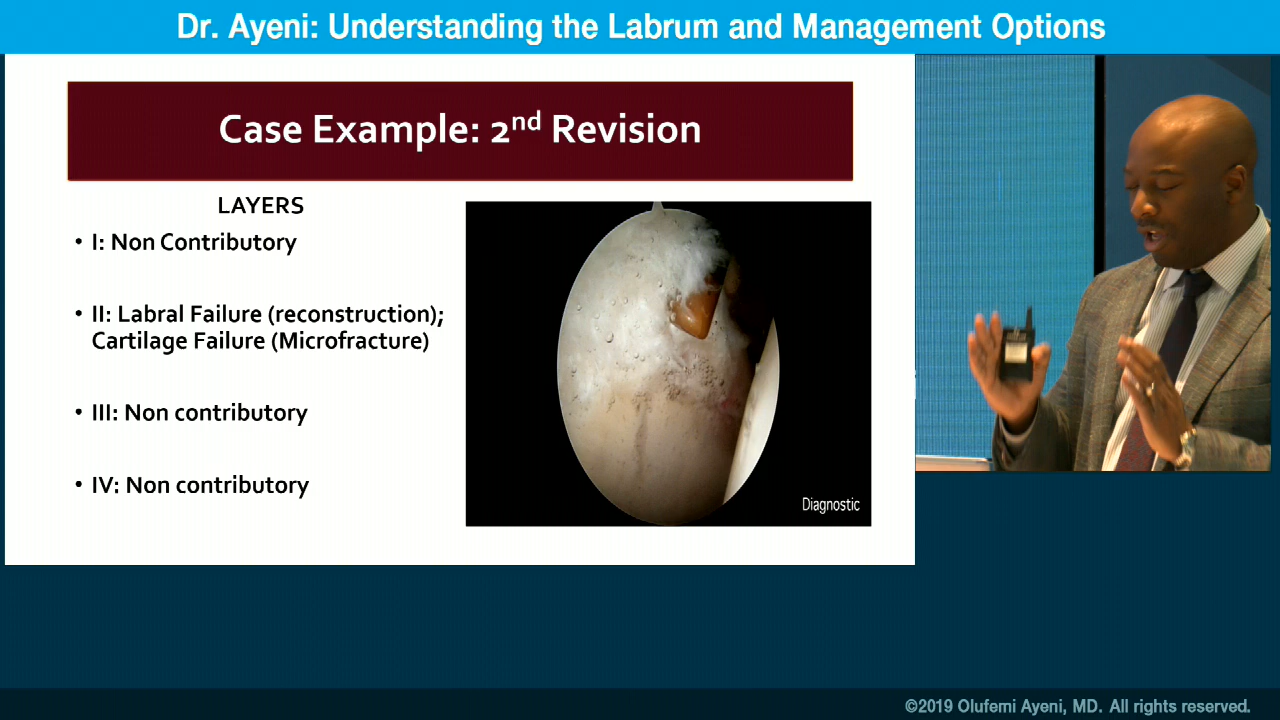 Dr. Ayeni: Understanding the Labrum and Management Options
Case Example: 2nd Revision
LAYERS
• I: Non Contributory
• II: Labral Failure (reconstruction);
Cartilage Failure (Microfracture)
• III: Non contributory
• IV: Non contributory
Diagnostic
©2019 Olufemi Ayeni, MD. All rights reserved.